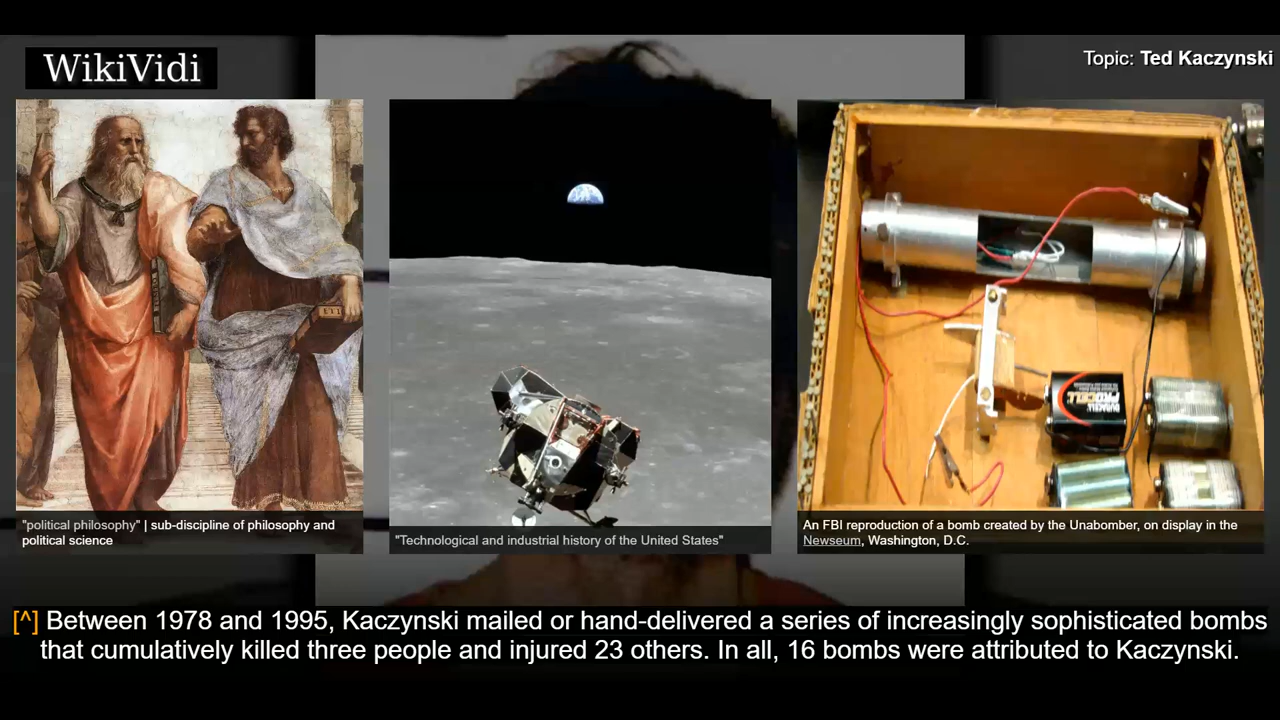 WikiVidi
Topic: Ted Kaczynski
"political philosophy" | sub-discipline of philosophy and
political science
"Technological and industrial history of the United States"
DURACELL
PROCELL
An FBI reproduction of a bomb created by the Unabomber, on display in the
Newseum, Washington, D.C.
[^] Between 1978 and 1995, Kaczynski mailed or hand-delivered a series of increasingly sophisticated bombs
that cumulatively killed three people and injured 23 others. In all, 16 bombs were attributed to Kaczynski.